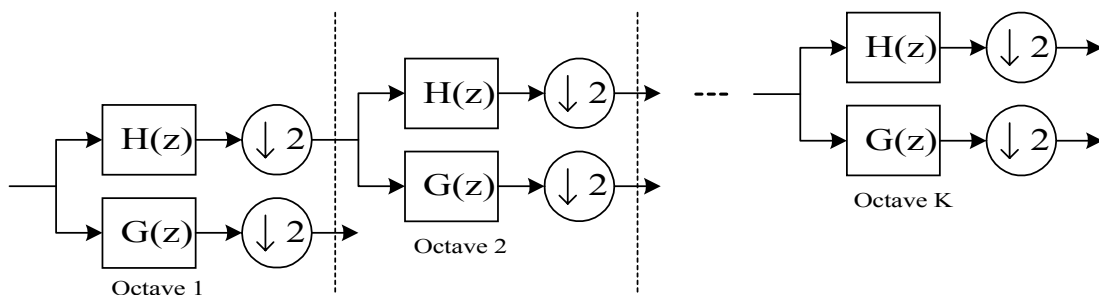 H(z) ↓ 2
G(z) ↓ 2
Octave 1
H(z) ↓ 2
G(z) ↓ 2
Octave 2
H(z) ↓ 2
G(z) ↓ 2
Octave K